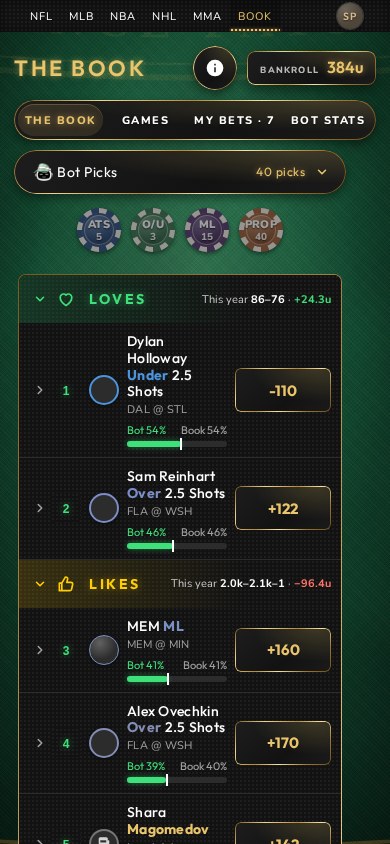 NFL MLB NBA NHL MMA BOOK SP
THE BOOK
BANKROLL 384u
THE BOOK GAMES MY BETS · 7 BOT STATS
Bot Picks 40 picks
ATS
5
O/U
3
ML
15
PROP
40
LOVES This year 86–76 · +24.3u
1
Dylan
Holloway
Under 2.5
Shots
DAL @ STL
Bot 54% Book 54%
-110
2
Sam Reinhart
Over 2.5 Shots
FLA @ WSH
Bot 46% Book 46%
+122
LIKES This year 2.0k–2.1k–1 · −96.4u
3
MEM ML
MEM @ MIN
Bot 41% Book 41%
+160
4
Alex Ovechkin
Over 2.5 Shots
FLA @ WSH
Bot 39% Book 40%
+170
Shara
Magomedov